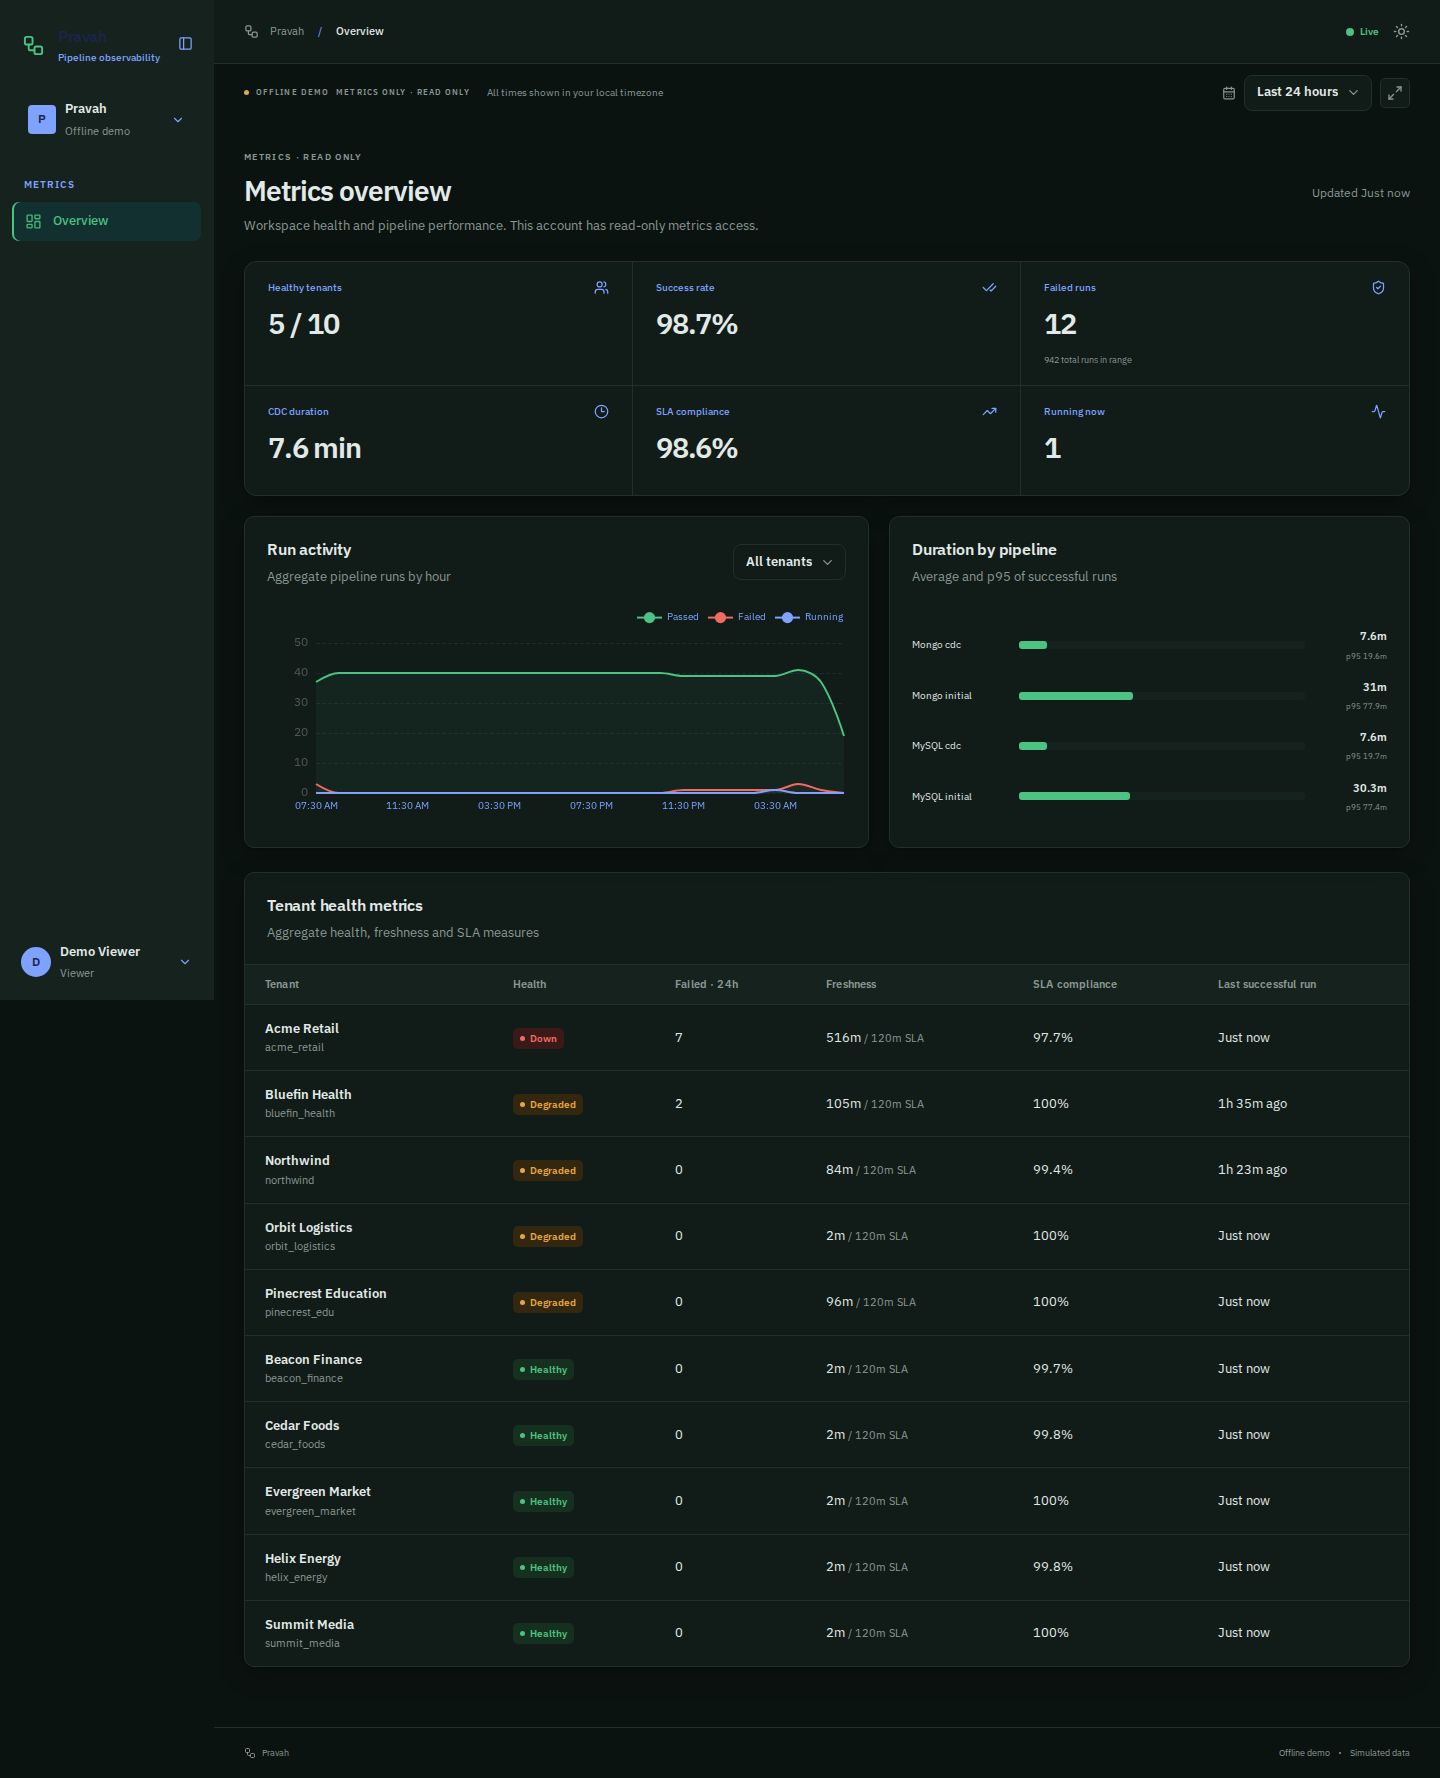 Pravah
Pipeline observability
Pravah / Overview
Live
P
Pravah
Offline demo
METRICS
Overview
OFFLINE DEMO METRICS ONLY · READ ONLY All times shown in your local timezone
Last 24 hours
METRICS · READ ONLY
Metrics overview
Updated Just now
Workspace health and pipeline performance. This account has read-only metrics access.
Healthy tenants
5 / 10
Success rate
98.7%
Failed runs
12
942 total runs in range
CDC duration
7.6 min
SLA compliance
98.6%
Running now
1
Run activity
Aggregate pipeline runs by hour
All tenants
Passed Failed Running
50
40
30
20
10
0
07:30 AM 11:30 AM 03:30 PM 07:30 PM 11:30 PM 03:30 AM
Duration by pipeline
Average and p95 of successful runs
Mongo cdc 7.6m
p95 19.6m
Mongo initial 31m
p95 77.9m
MySQL cdc 7.6m
p95 19.7m
MySQL initial 30.3m
p95 77.4m
Tenant health metrics
Aggregate health, freshness and SLA measures
Tenant Health Failed · 24h Freshness SLA compliance Last successful run
Acme Retail
acme_retail
Down 7 516m / 120m SLA 97.7% Just now
Bluefin Health
bluefin_health
Degraded 2 105m / 120m SLA 100% 1h 35m ago
Northwind
northwind
Degraded 0 84m / 120m SLA 99.4% 1h 23m ago
Orbit Logistics
orbit_logistics
Degraded 0 2m / 120m SLA 100% Just now
Pinecrest Education
pinecrest_edu
Degraded 0 96m / 120m SLA 100% Just now
Beacon Finance
beacon_finance
Healthy 0 2m / 120m SLA 99.7% Just now
Cedar Foods
cedar_foods
Healthy 0 2m / 120m SLA 99.8% Just now
Evergreen Market
evergreen_market
Healthy 0 2m / 120m SLA 100% Just now
Helix Energy
helix_energy
Healthy 0 2m / 120m SLA 99.8% Just now
Summit Media
summit_media
Healthy 0 2m / 120m SLA 100% Just now
D
Demo Viewer
Viewer
Pravah
Offline demo · Simulated data